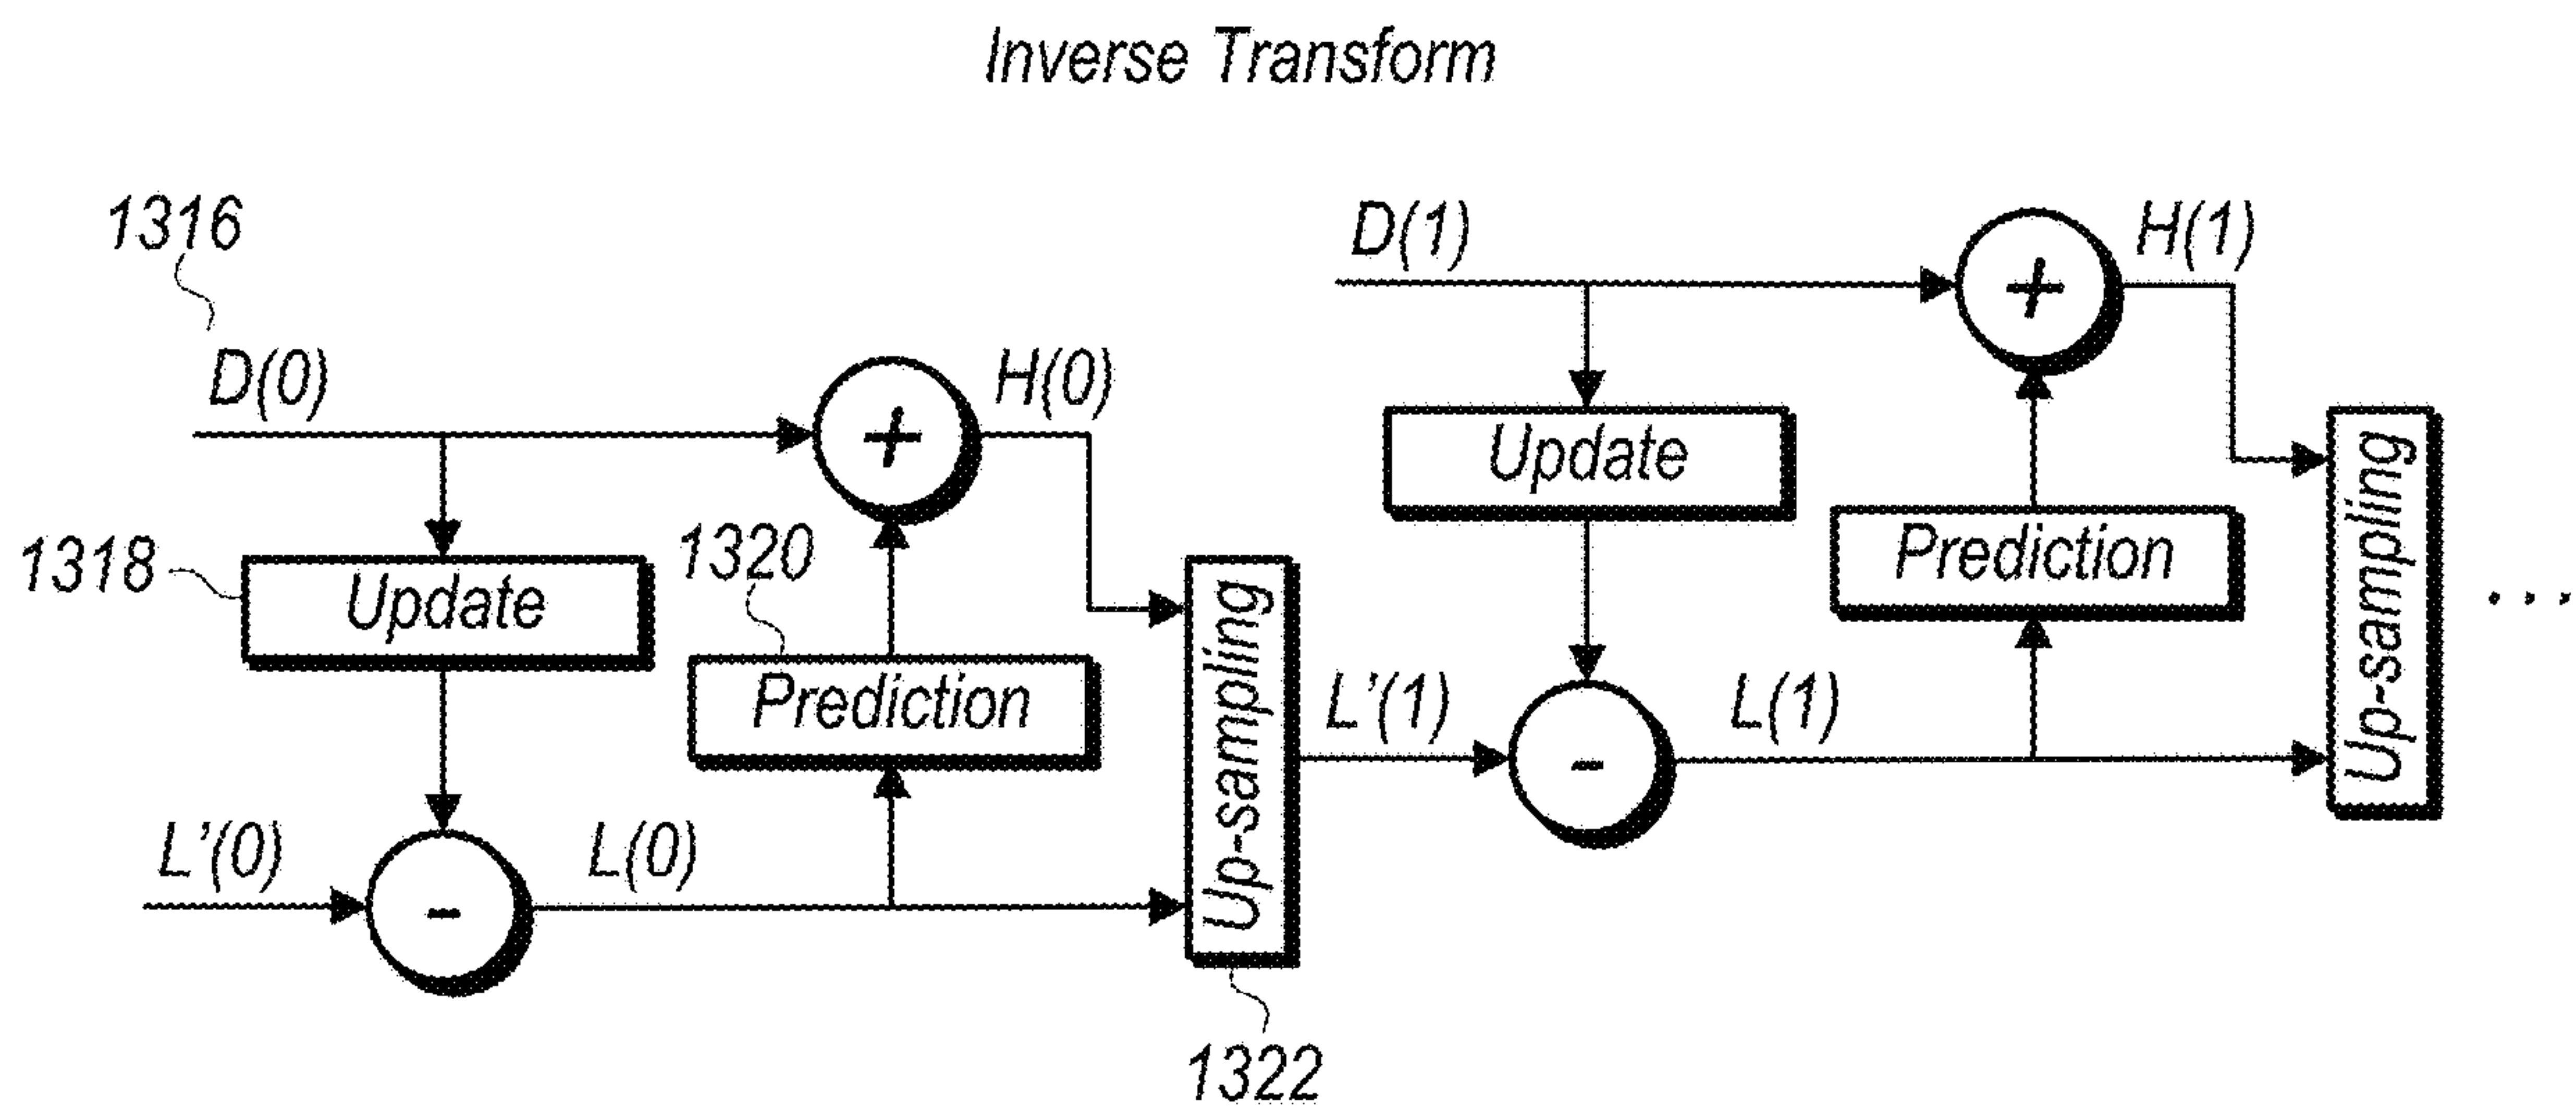 Inverse Transform
1316
D(0)
+
H(0)
1318
Update
1320
Prediction
L'(0)
-
L(0)
Up-sampling
1322
D(1)
+
H(1)
Update
Prediction
L'(1)
-
L(1)
Up-sampling
...